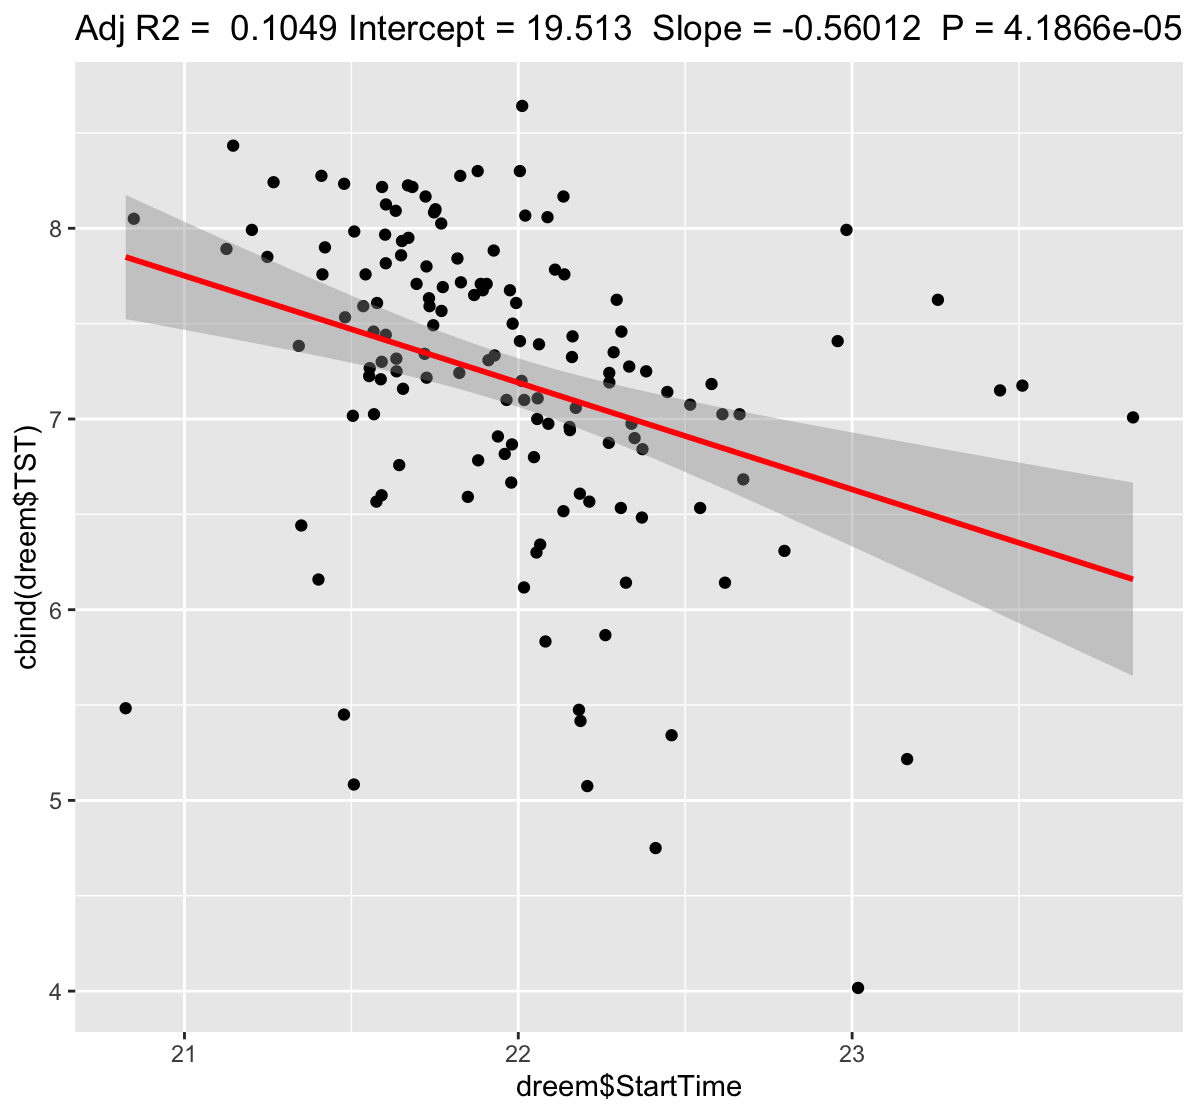 Adj R2 =  0.1049 Intercept = 19.513  Slope = -0.56012  P = 4.1866e-05
cbind(dreem$TST)
8
7
6
5
4
21 22 23
dreem$StartTime